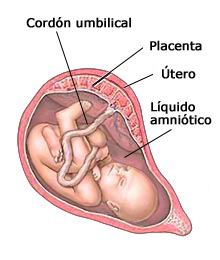 Cordón umbilical
Placenta
Útero
Líquido
amniótico